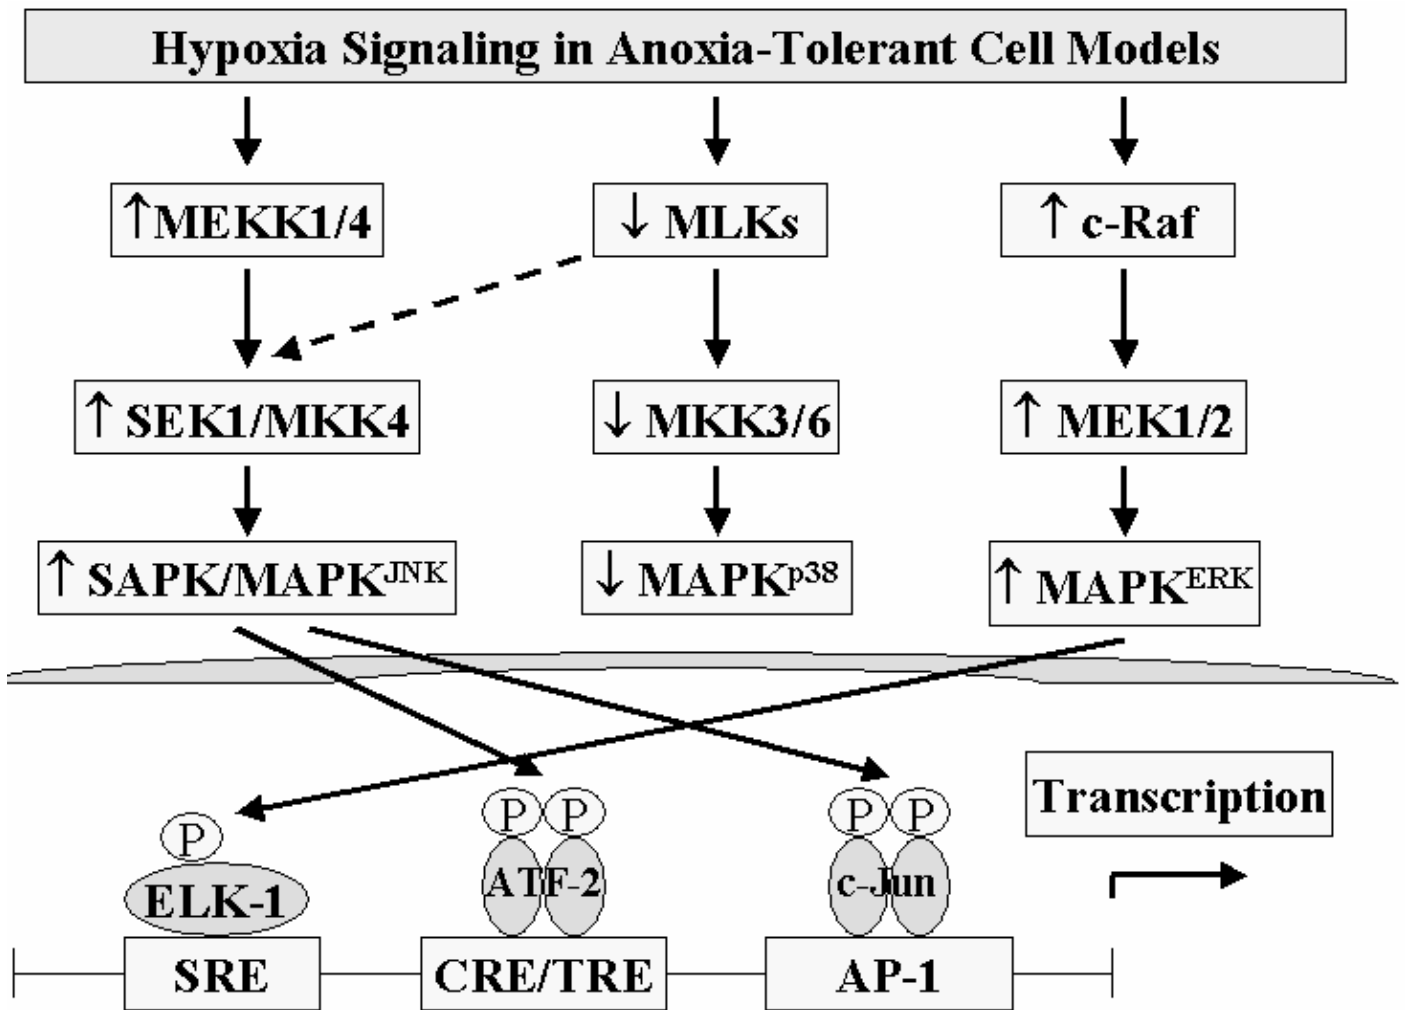 Hypoxia Signaling in Anoxia-Tolerant Cell Models
↑MEKK1/4
↓ MLKs
↑ c-Raf
↑ SEK1/MKK4
↓ MKK3/6
↑ MEK1/2
↑ SAPK/MAPK^JNK
↓ MAPK^p38
↑ MAPK^ERK
P
P P
P P
Transcription
ELK-1
ATF-2
c-Jun
SRE
CRE/TRE
AP-1